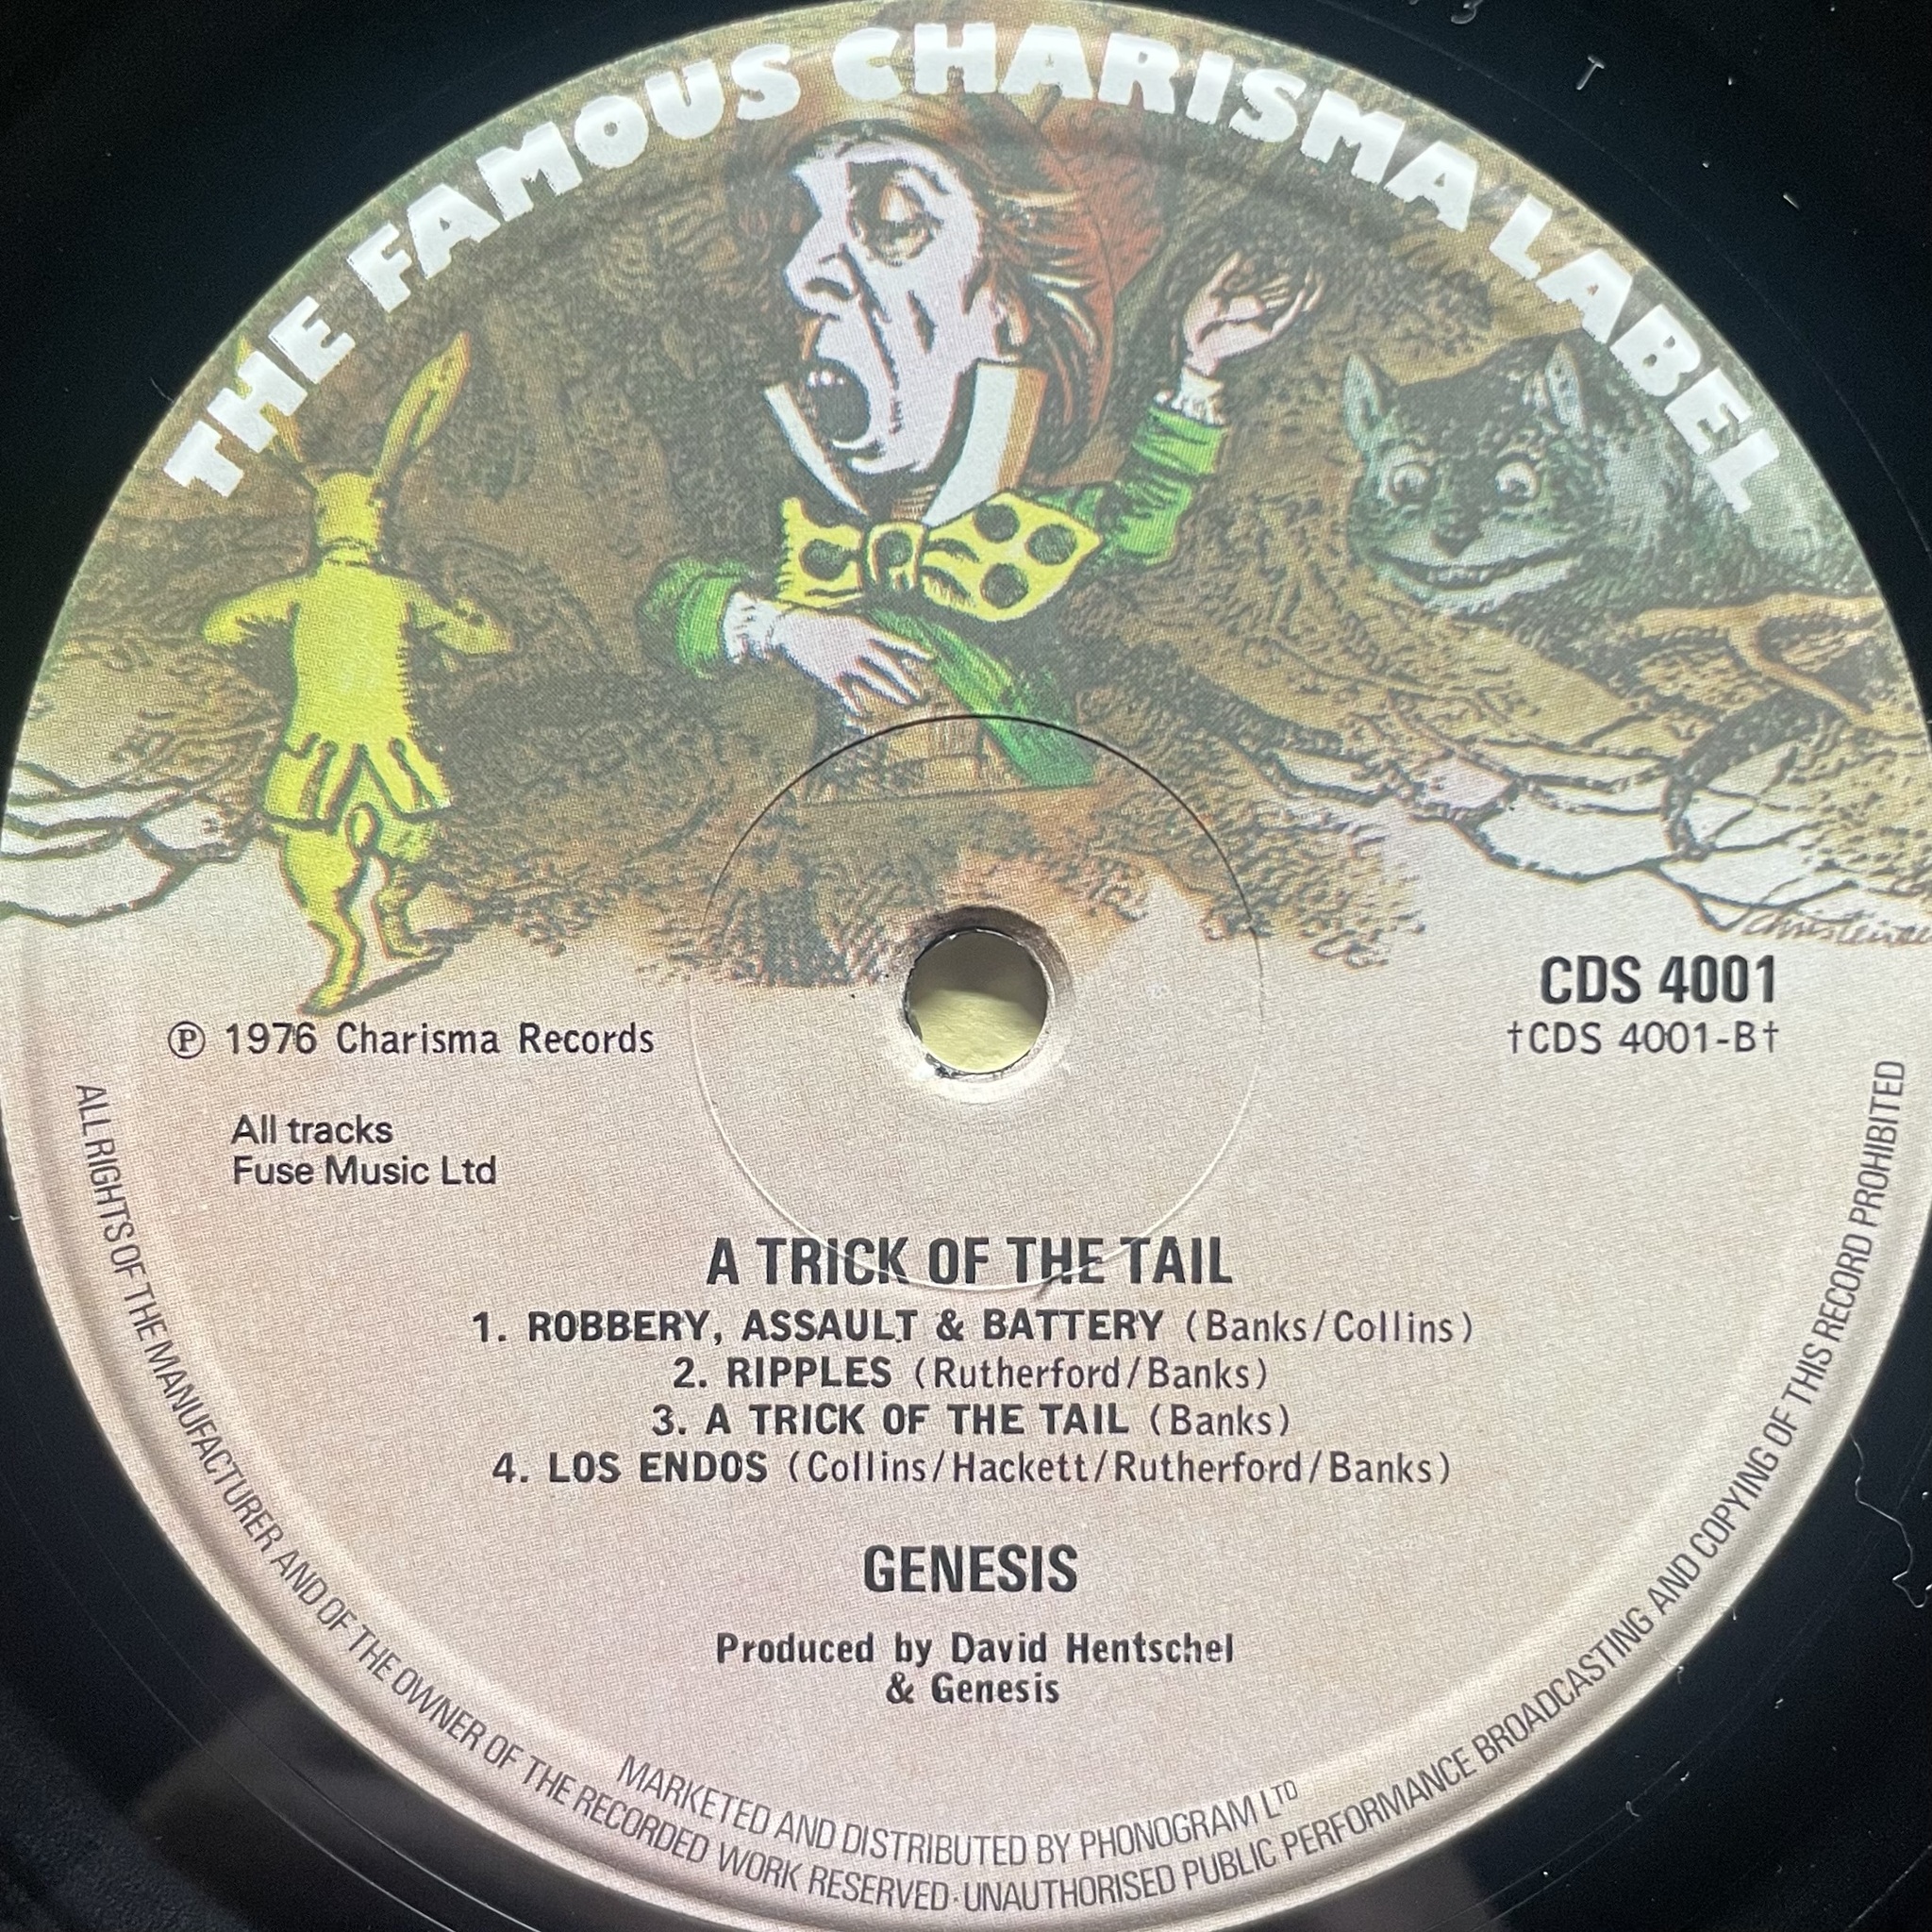 THE FAMOUS CHARISMA LABEL
CDS 4001
℗ 1976 Charisma Records
†CDS 4001-B†
All tracks
Fuse Music Ltd
A TRICK OF THE TAIL
1. ROBBERY, ASSAULT & BATTERY (Banks/Collins)
2. RIPPLES (Rutherford/Banks)
3. A TRICK OF THE TAIL (Banks)
4. LOS ENDOS (Collins/Hackett/Rutherford/Banks)
GENESIS
Produced by David Hentschel
& Genesis
MARKETED AND DISTRIBUTED BY PHONOGRAM LTD
ALL RIGHTS OF THE MANUFACTURER AND OF THE OWNER OF THE RECORDED WORK RESERVED·UNAUTHORISED PUBLIC PERFORMANCE BROADCASTING AND COPYING OF THIS RECORD PROHIBITED